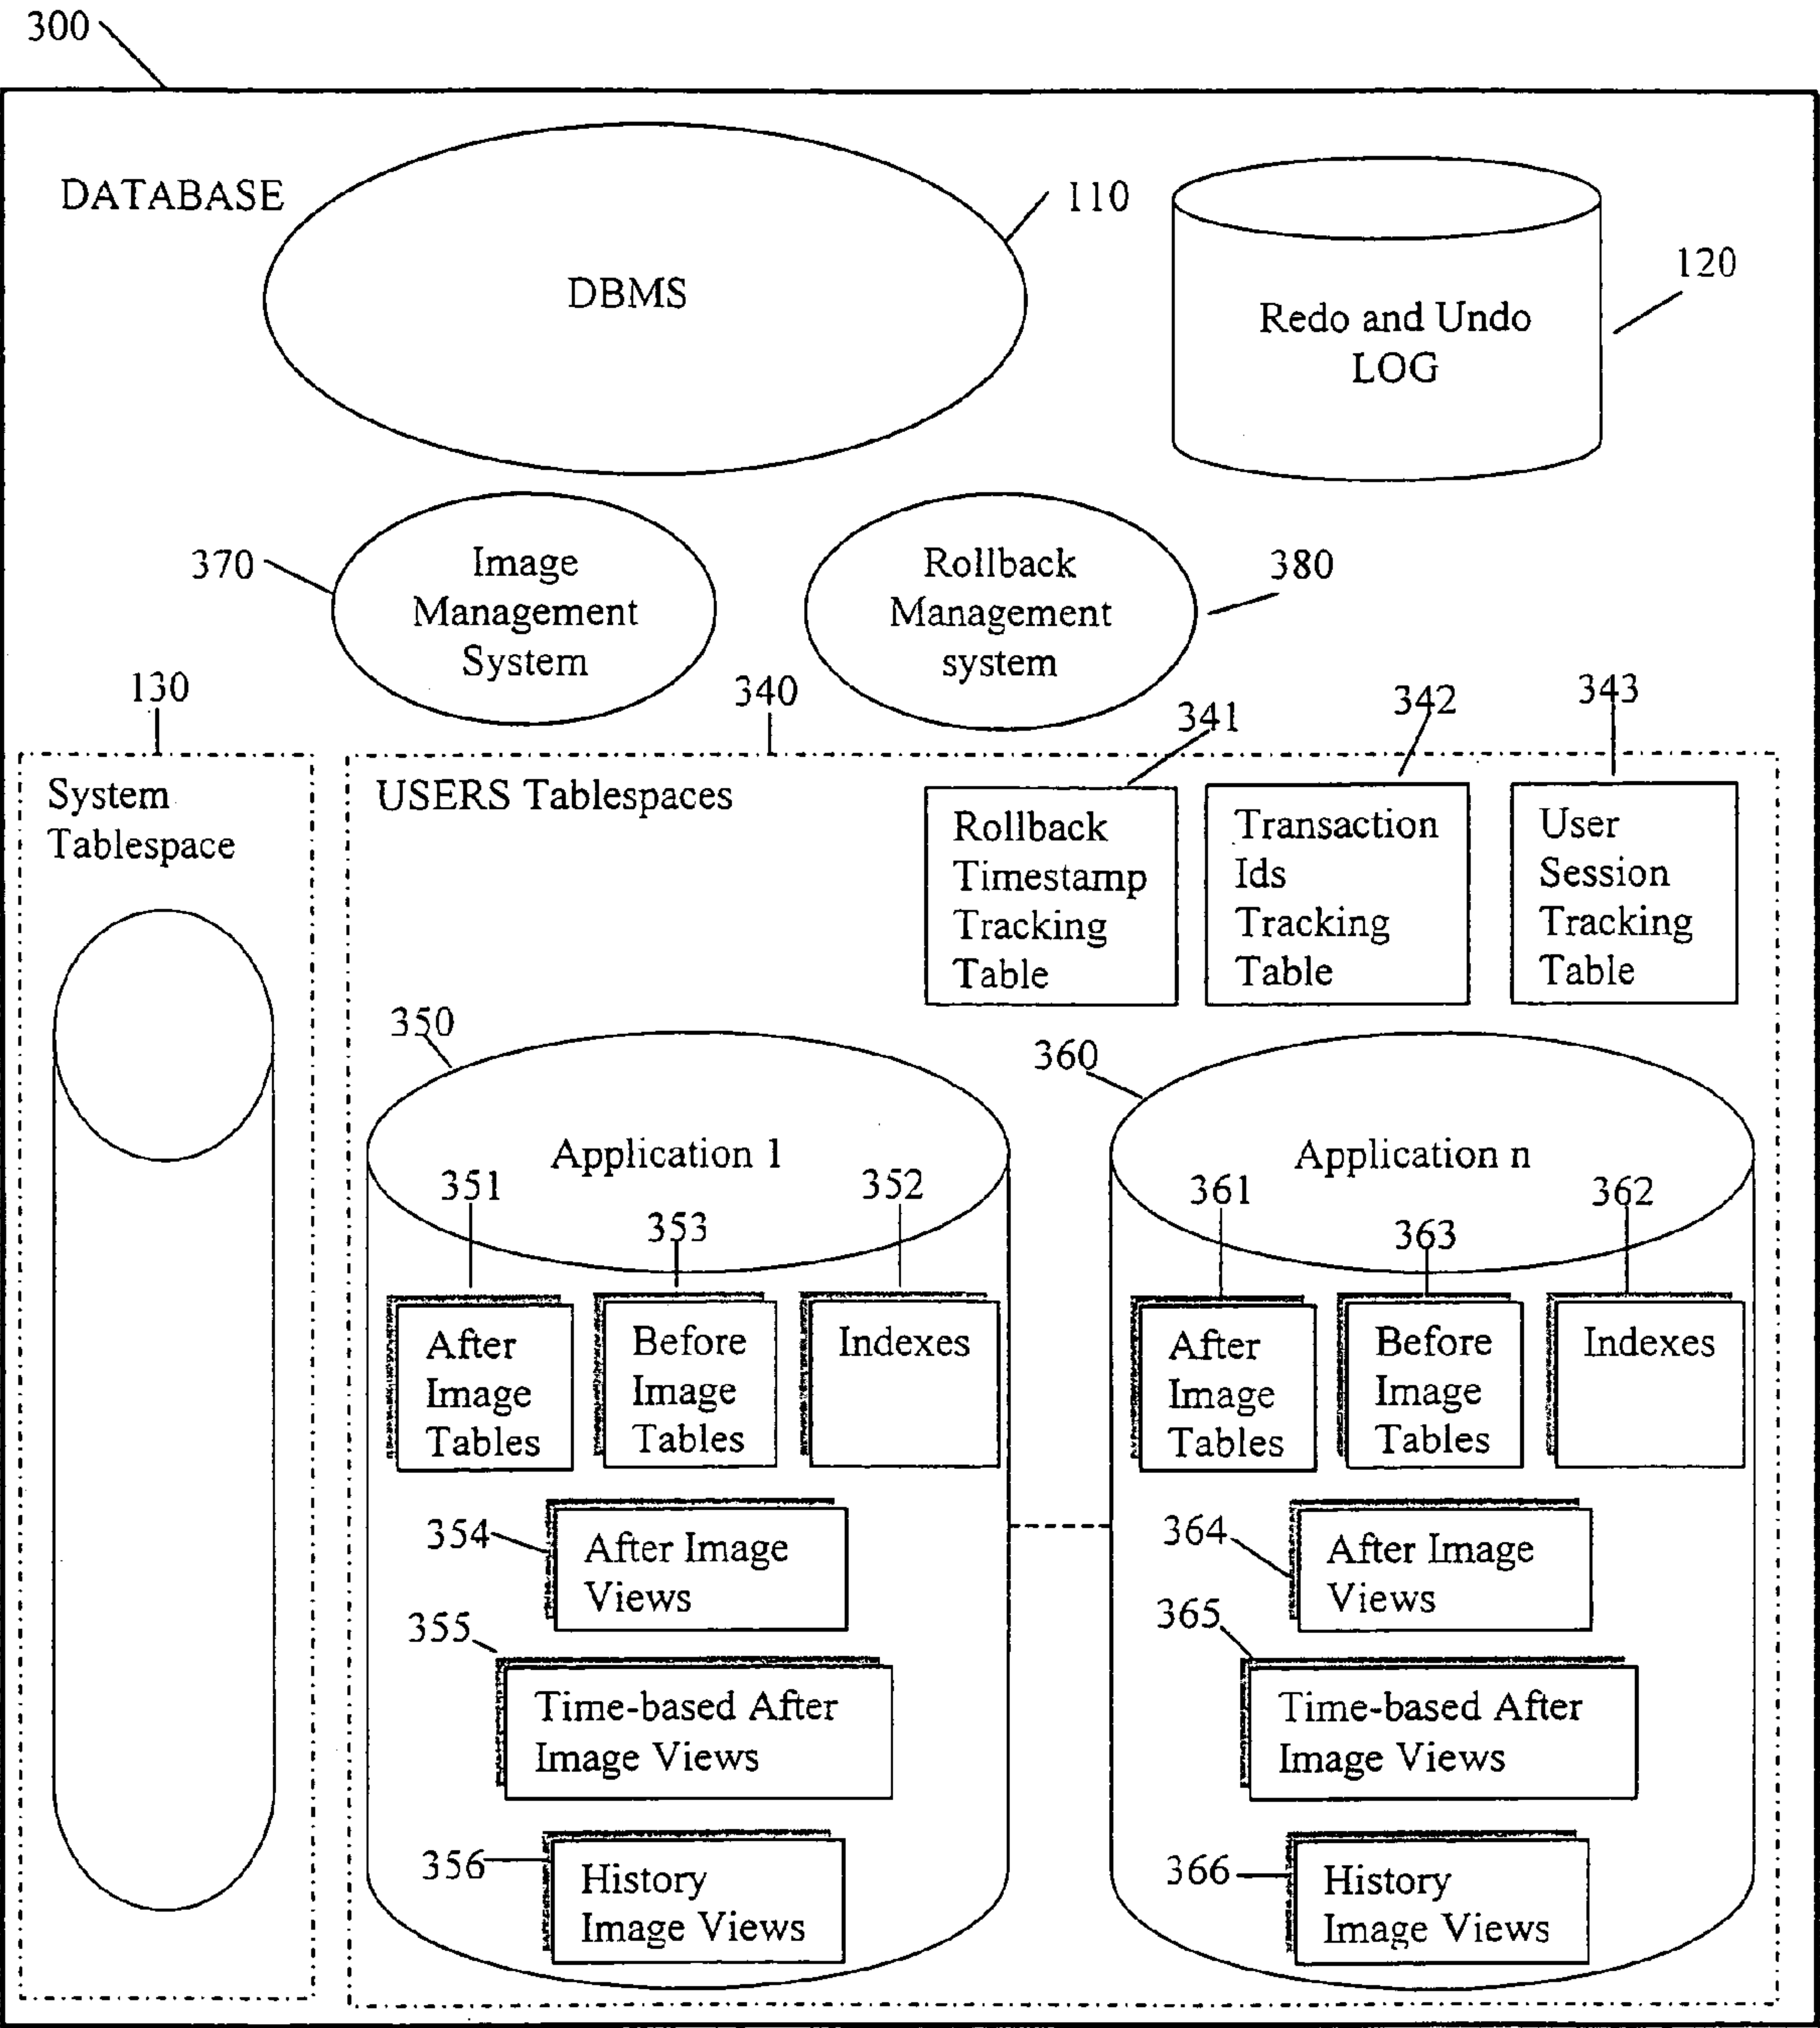 300
DATABASE
110
DBMS
120
Redo and Undo
LOG
370
Image
Management
System
Rollback
Management
system
380
130
340
341
342
343
System
Tablespace
USERS Tablespaces
Rollback
Timestamp
Tracking
Table
Transaction
Ids
Tracking
Table
User
Session
Tracking
Table
350
Application 1
351
353
352
After
Image
Tables
Before
Image
Tables
Indexes
354
After Image
Views
355
Time-based After
Image Views
356
History
Image Views
360
Application n
361
363
362
After
Image
Tables
Before
Image
Tables
Indexes
364
After Image
Views
365
Time-based After
Image Views
366
History
Image Views